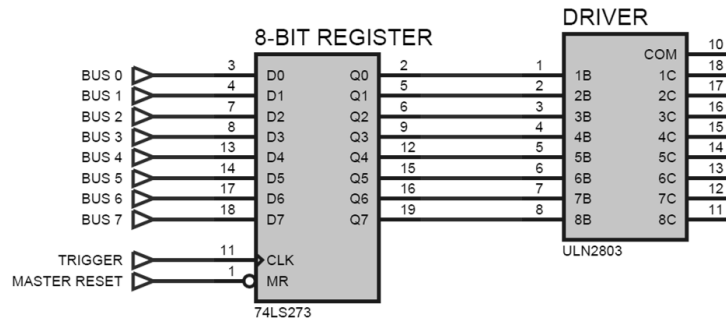 DRIVER
8-BIT REGISTER
COM 10
BUS 0 3 D0 Q0 2 1 1B 1C 18
BUS 1 4 D1 Q1 5 2 2B 2C 17
BUS 2 7 D2 Q2 6 3 3B 3C 16
BUS 3 8 D3 Q3 9 4 4B 4C 15
BUS 4 13 D4 Q4 12 5 5B 5C 14
BUS 5 14 D5 Q5 15 6 6B 6C 13
BUS 6 17 D6 Q6 16 7 7B 7C 12
BUS 7 18 D7 Q7 19 8 8B 8C 11
ULN2803
TRIGGER 11 CLK
MASTER RESET 1 MR
74LS273